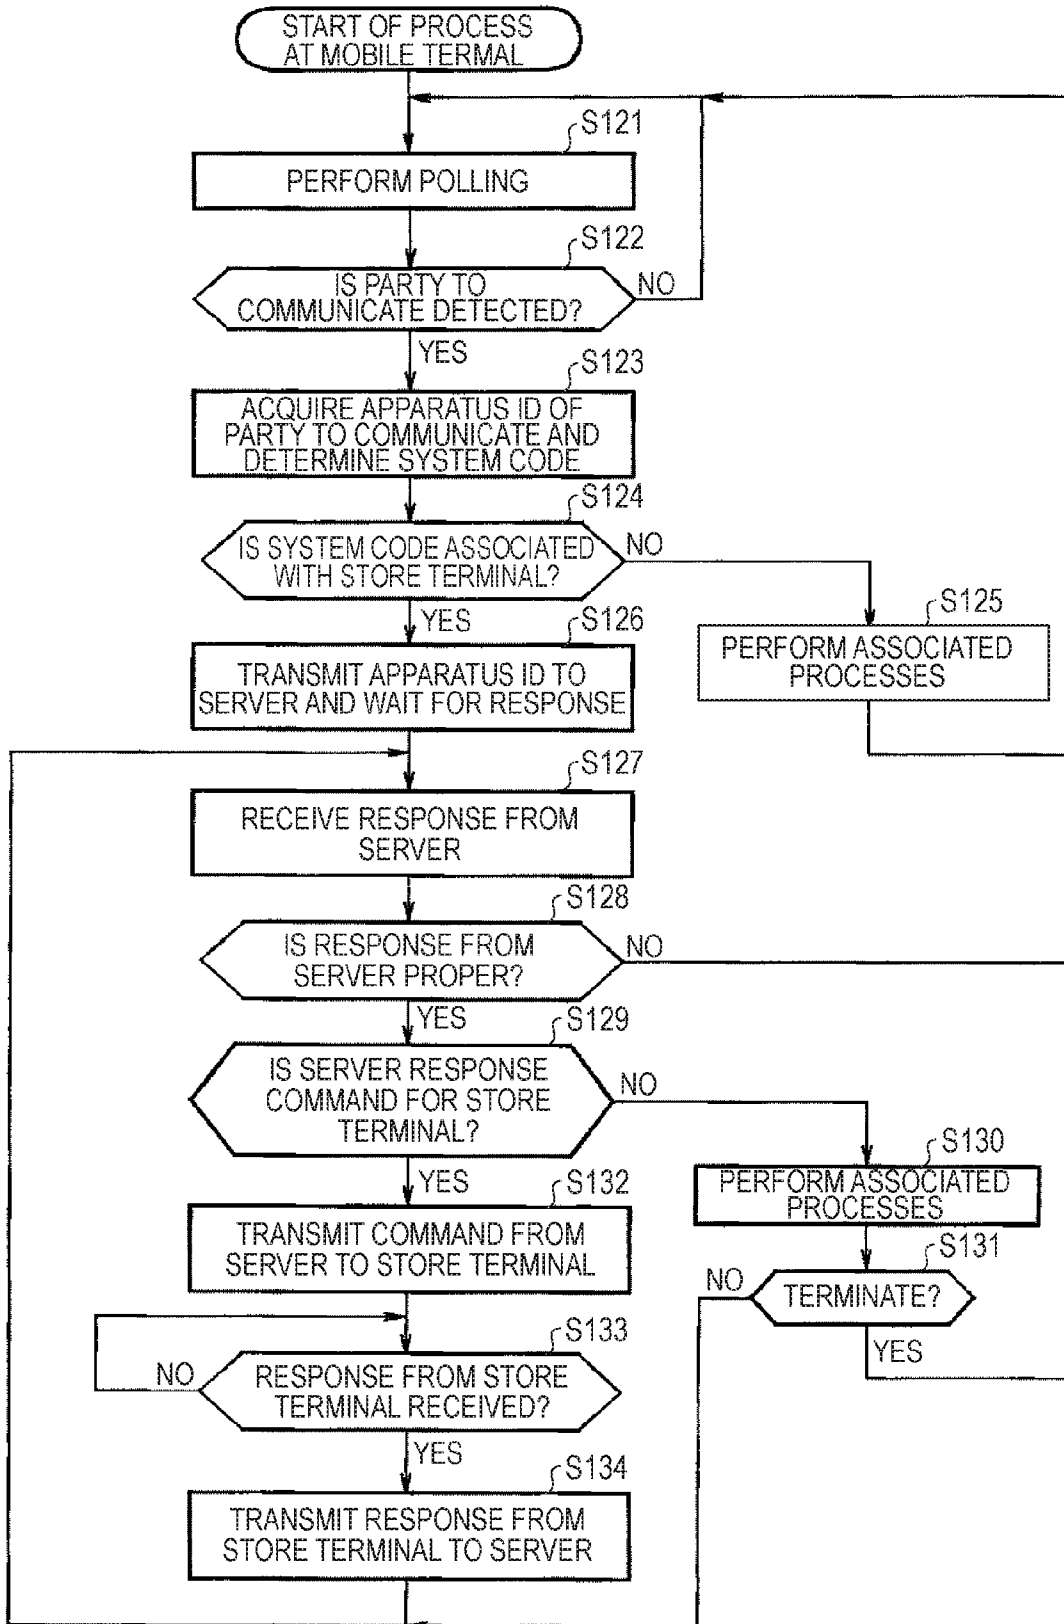 START OF PROCESS
AT MOBILE TERMAL
S121
PERFORM POLLING
S122
IS PARTY TO
COMMUNICATE DETECTED?
NO
YES
S123
ACQUIRE APPARATUS ID OF
PARTY TO COMMUNICATE AND
DETERMINE SYSTEM CODE
S124
IS SYSTEM CODE ASSOCIATED
WITH STORE TERMINAL?
NO
YES
S125
PERFORM ASSOCIATED
PROCESSES
S126
TRANSMIT APPARATUS ID TO
SERVER AND WAIT FOR RESPONSE
S127
RECEIVE RESPONSE FROM
SERVER
S128
IS RESPONSE FROM
SERVER PROPER?
NO
YES
S129
IS SERVER RESPONSE
COMMAND FOR STORE
TERMINAL?
NO
YES
S130
PERFORM ASSOCIATED
PROCESSES
S131
TERMINATE?
NO
YES
S132
TRANSMIT COMMAND FROM
SERVER TO STORE TERMINAL
S133
RESPONSE FROM STORE
TERMINAL RECEIVED?
NO
YES
S134
TRANSMIT RESPONSE FROM
STORE TERMINAL TO SERVER